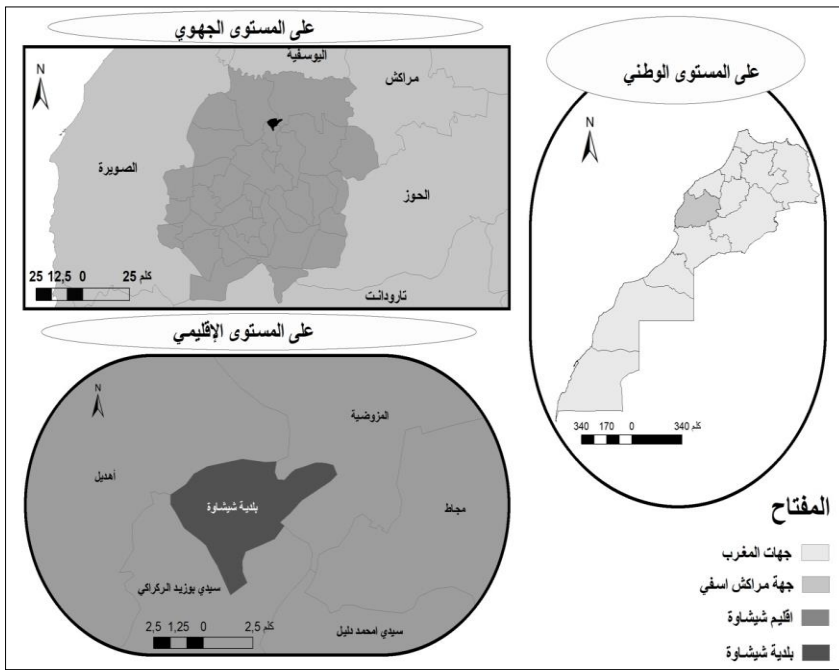 على المستوى الجهوي
اليوسفية
مراكش
الصويرة
الحوز
تارودانت
N
25 12,5 0 25 كلم
على المستوى الوطني
N
340 170 0 340 كلم
على المستوى الإقليمي
N
المزوضية
أهديل
بلدية شيشاوة
مجاط
سيدي بوزيد الركراكي
سيدي امحمد دليل
2,5 1,25 0 2,5 كلم
المفتاح
جهات المغرب
جهة مراكش اسفي
اقليم شيشاوة
بلدية شيشاوة